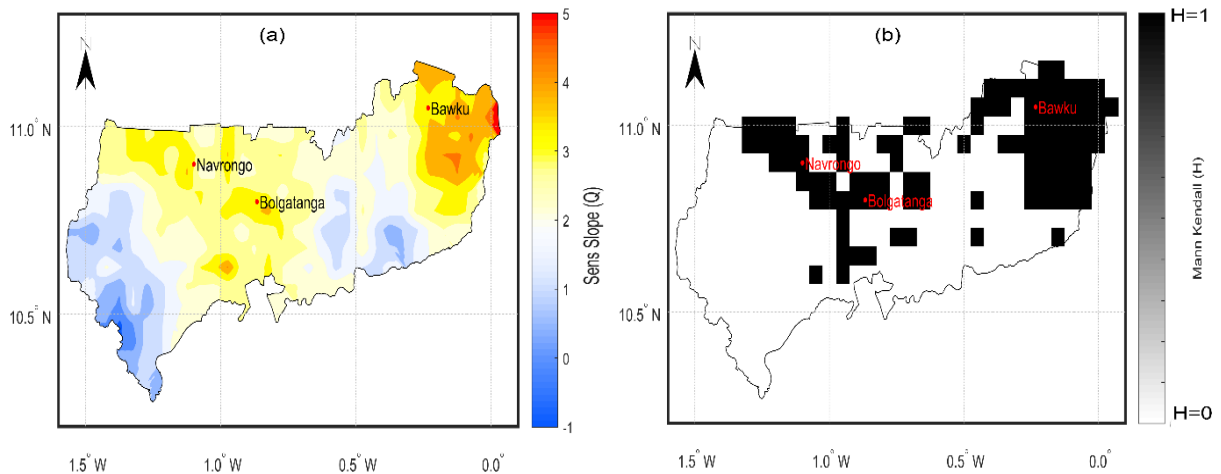 (a)
N
Bawku
Navrongo
Bolgatanga
11.0° N
10.5° N
1.5° W
1.0° W
0.5° W
0.0°
5
4
3
2
1
0
-1
Sens Slope (Q)
(b)
N
Bawku
Navrongo
Bolgatanga
11.0° N
10.5° N
1.5° W
1.0° W
0.5° W
0.0°
H=1
H=0
Mann Kendall (H)